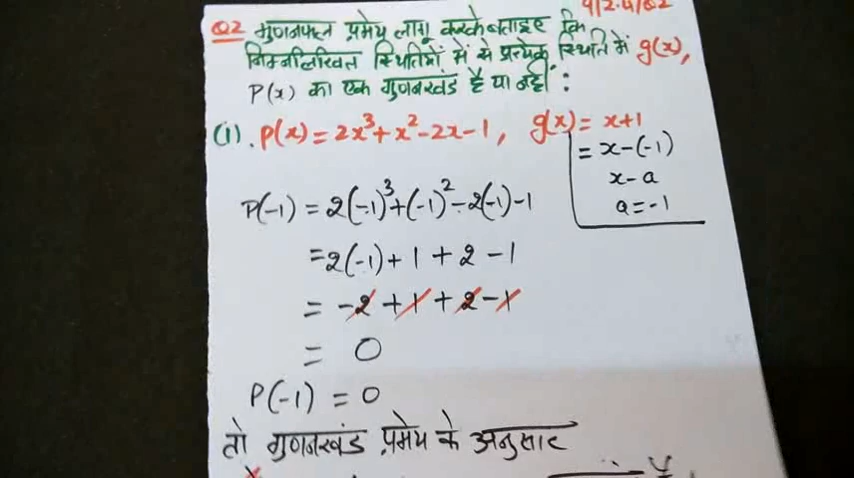 Q2 गुणनफल प्रमेय लागू करके बताइए कि
निम्नलिखित स्थितियों में से प्रत्येक स्थिति में g(x),
P(x) का एक गुणनखंड है या नहीं :
(1). P(x) = 2x³+x²-2x-1, g(x) = x+1
= x-(-1)
x-a
a=-1
P(-1) = 2(-1)³+(-1)²-2(-1)-1
=2(-1)+1+2-1
= -2+1+2-1
= 0
P(-1) = 0
तो गुणनखंड प्रमेय के अनुसार